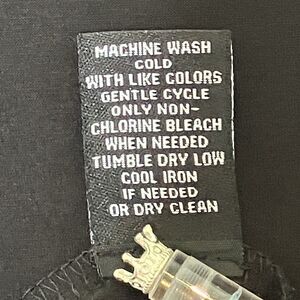 MACHINE WASH
COLD
WITH LIKE COLORS
GENTLE CYCLE
ONLY NON-
CHLORINE BLEACH
WHEN NEEDED
TUMBLE DRY LOW
COOL IRON
IF NEEDED
OR DRY CLEAN